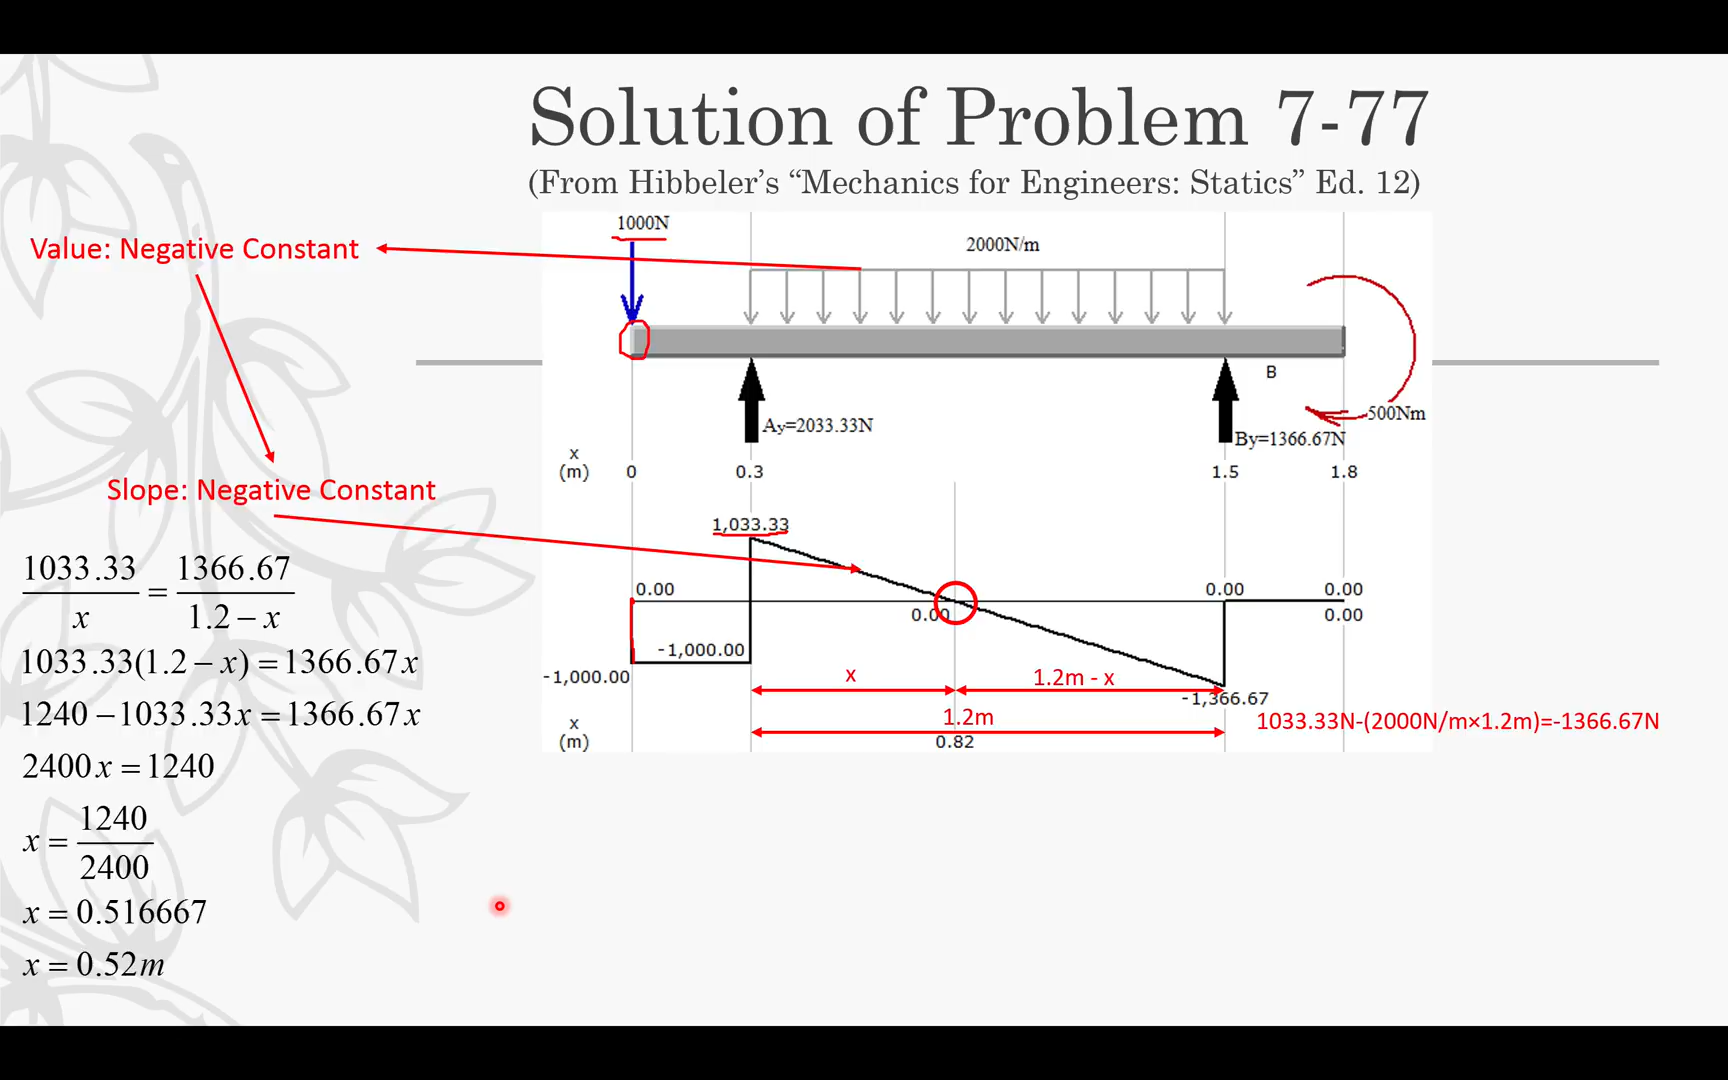 Solution of Problem 7-77
(From Hibbeler's “Mechanics for Engineers: Statics” Ed. 12)
Value: Negative Constant
Slope: Negative Constant
1033.33/x = 1366.67/(1.2 − x)
1033.33(1.2 − x) = 1366.67x
1240 − 1033.33x = 1366.67x
2400x = 1240
x = 1240/2400
x = 0.516667
x = 0.52m
1000N
2000N/m
B
500Nm
Ay=2033.33N
By=1366.67N
x
(m) 0 0.3 1.5 1.8
1,033.33
0.00 0.00 0.00
0.00 0.00
-1,000.00
-1,000.00
x 1.2m - x
-1,366.67
1.2m
1033.33N-(2000N/m×1.2m)=-1366.67N
x
(m) 0.82